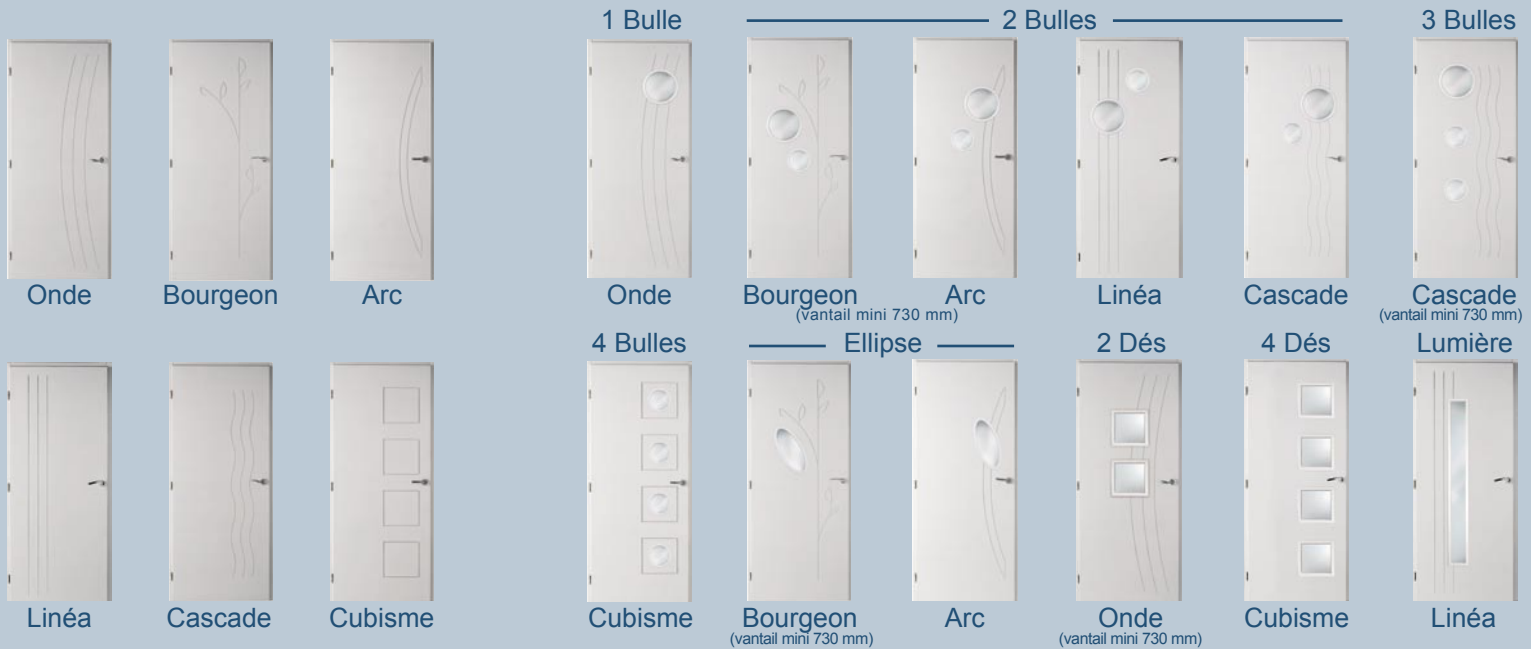 1 Bulle 2 Bulles 3 Bulles
Onde Bourgeon Arc Onde Bourgeon Arc Linéa Cascade Cascade
(vantail mini 730 mm) (vantail mini 730 mm)
4 Bulles Ellipse 2 Dés 4 Dés Lumière
Linéa Cascade Cubisme Cubisme Bourgeon Arc Onde Cubisme Linéa
(vantail mini 730 mm) (vantail mini 730 mm)